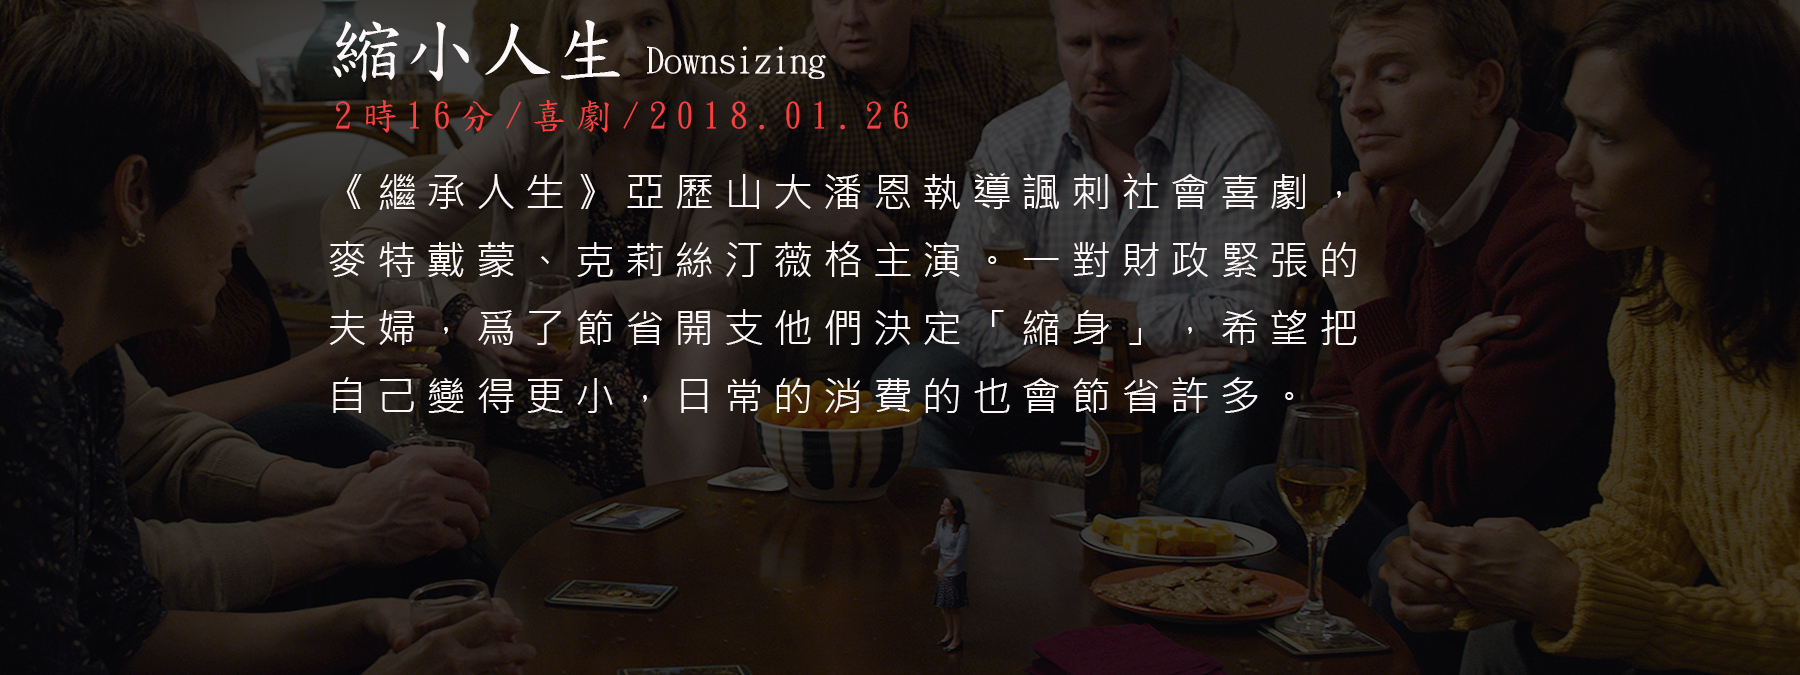 縮小人生 Downsizing
2時16分/喜劇/2018.01.26
《繼承人生》亞歷山大潘恩執導諷刺社會喜劇，
麥特戴蒙、克莉絲汀薇格主演。一對財政緊張的
夫婦，爲了節省開支他們決定「縮身」，希望把
自己變得更小，日常的消費的也會節省許多。